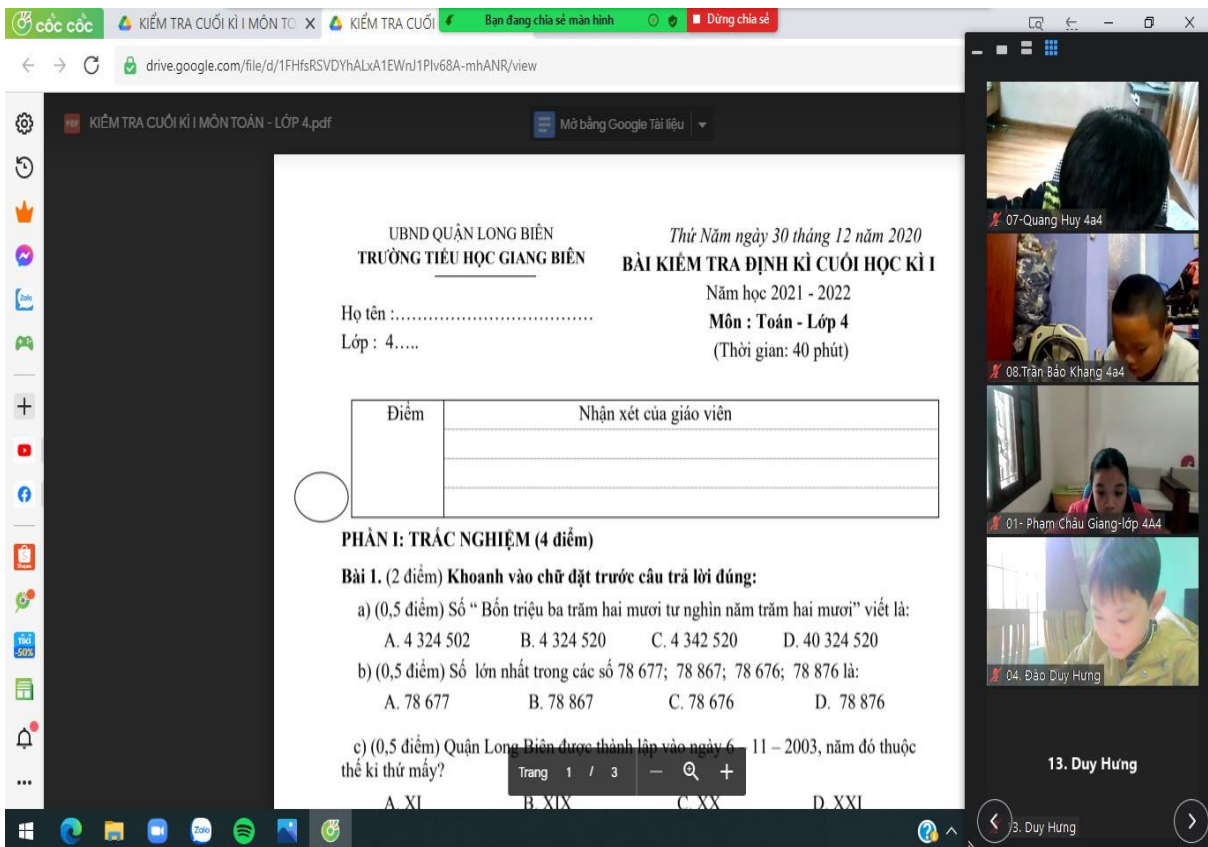 cốc cốc
KIỂM TRA CUỐI KÌ I MÔN TO
KIỂM TRA CUỐI
Bạn đang chia sẻ màn hình
Dừng chia sẻ
drive.google.com/file/d/1FHfsRSVDYhALxA1EWnJ1PIv68A-mhANR/view
PDF
KIỂM TRA CUỐI KÌ I MÔN TOÁN - LỚP 4.pdf
Mở bằng Google Tài liệu
UBND QUẬN LONG BIÊN
TRƯỜNG TIỂU HỌC GIANG BIÊN
Thứ Năm ngày 30 tháng 12 năm 2020
BÀI KIỂM TRA ĐỊNH KÌ CUỐI HỌC KÌ I
Năm học 2021 - 2022
Môn : Toán - Lớp 4
(Thời gian: 40 phút)
Họ tên :....................................
Lớp : 4.....
Điểm
Nhận xét của giáo viên
PHẦN I: TRẮC NGHIỆM (4 điểm)
Bài 1. (2 điểm) Khoanh vào chữ đặt trước câu trả lời đúng:
a) (0,5 điểm) Số “ Bốn triệu ba trăm hai mươi tư nghìn năm trăm hai mươi” viết là:
A. 4 324 502 B. 4 324 520 C. 4 342 520 D. 40 324 520
b) (0,5 điểm) Số lớn nhất trong các số 78 677; 78 867; 78 676; 78 876 là:
A. 78 677 B. 78 867 C. 78 676 D. 78 876
c) (0,5 điểm) Quận Long Biên được thành lập vào ngày 6 – 11 – 2003, năm đó thuộc
thế kỉ thứ mấy?
A. XI B. XIX C. XX D. XXI
Trang 1 / 3
07-Quang Huy 4a4
08.Trần Bảo Khang 4a4
01- Phạm Châu Giang-lớp 4A4
04. Đào Duy Hưng
13. Duy Hưng
3. Duy Hưng
Zalo
TIKI
-50%
Zalo